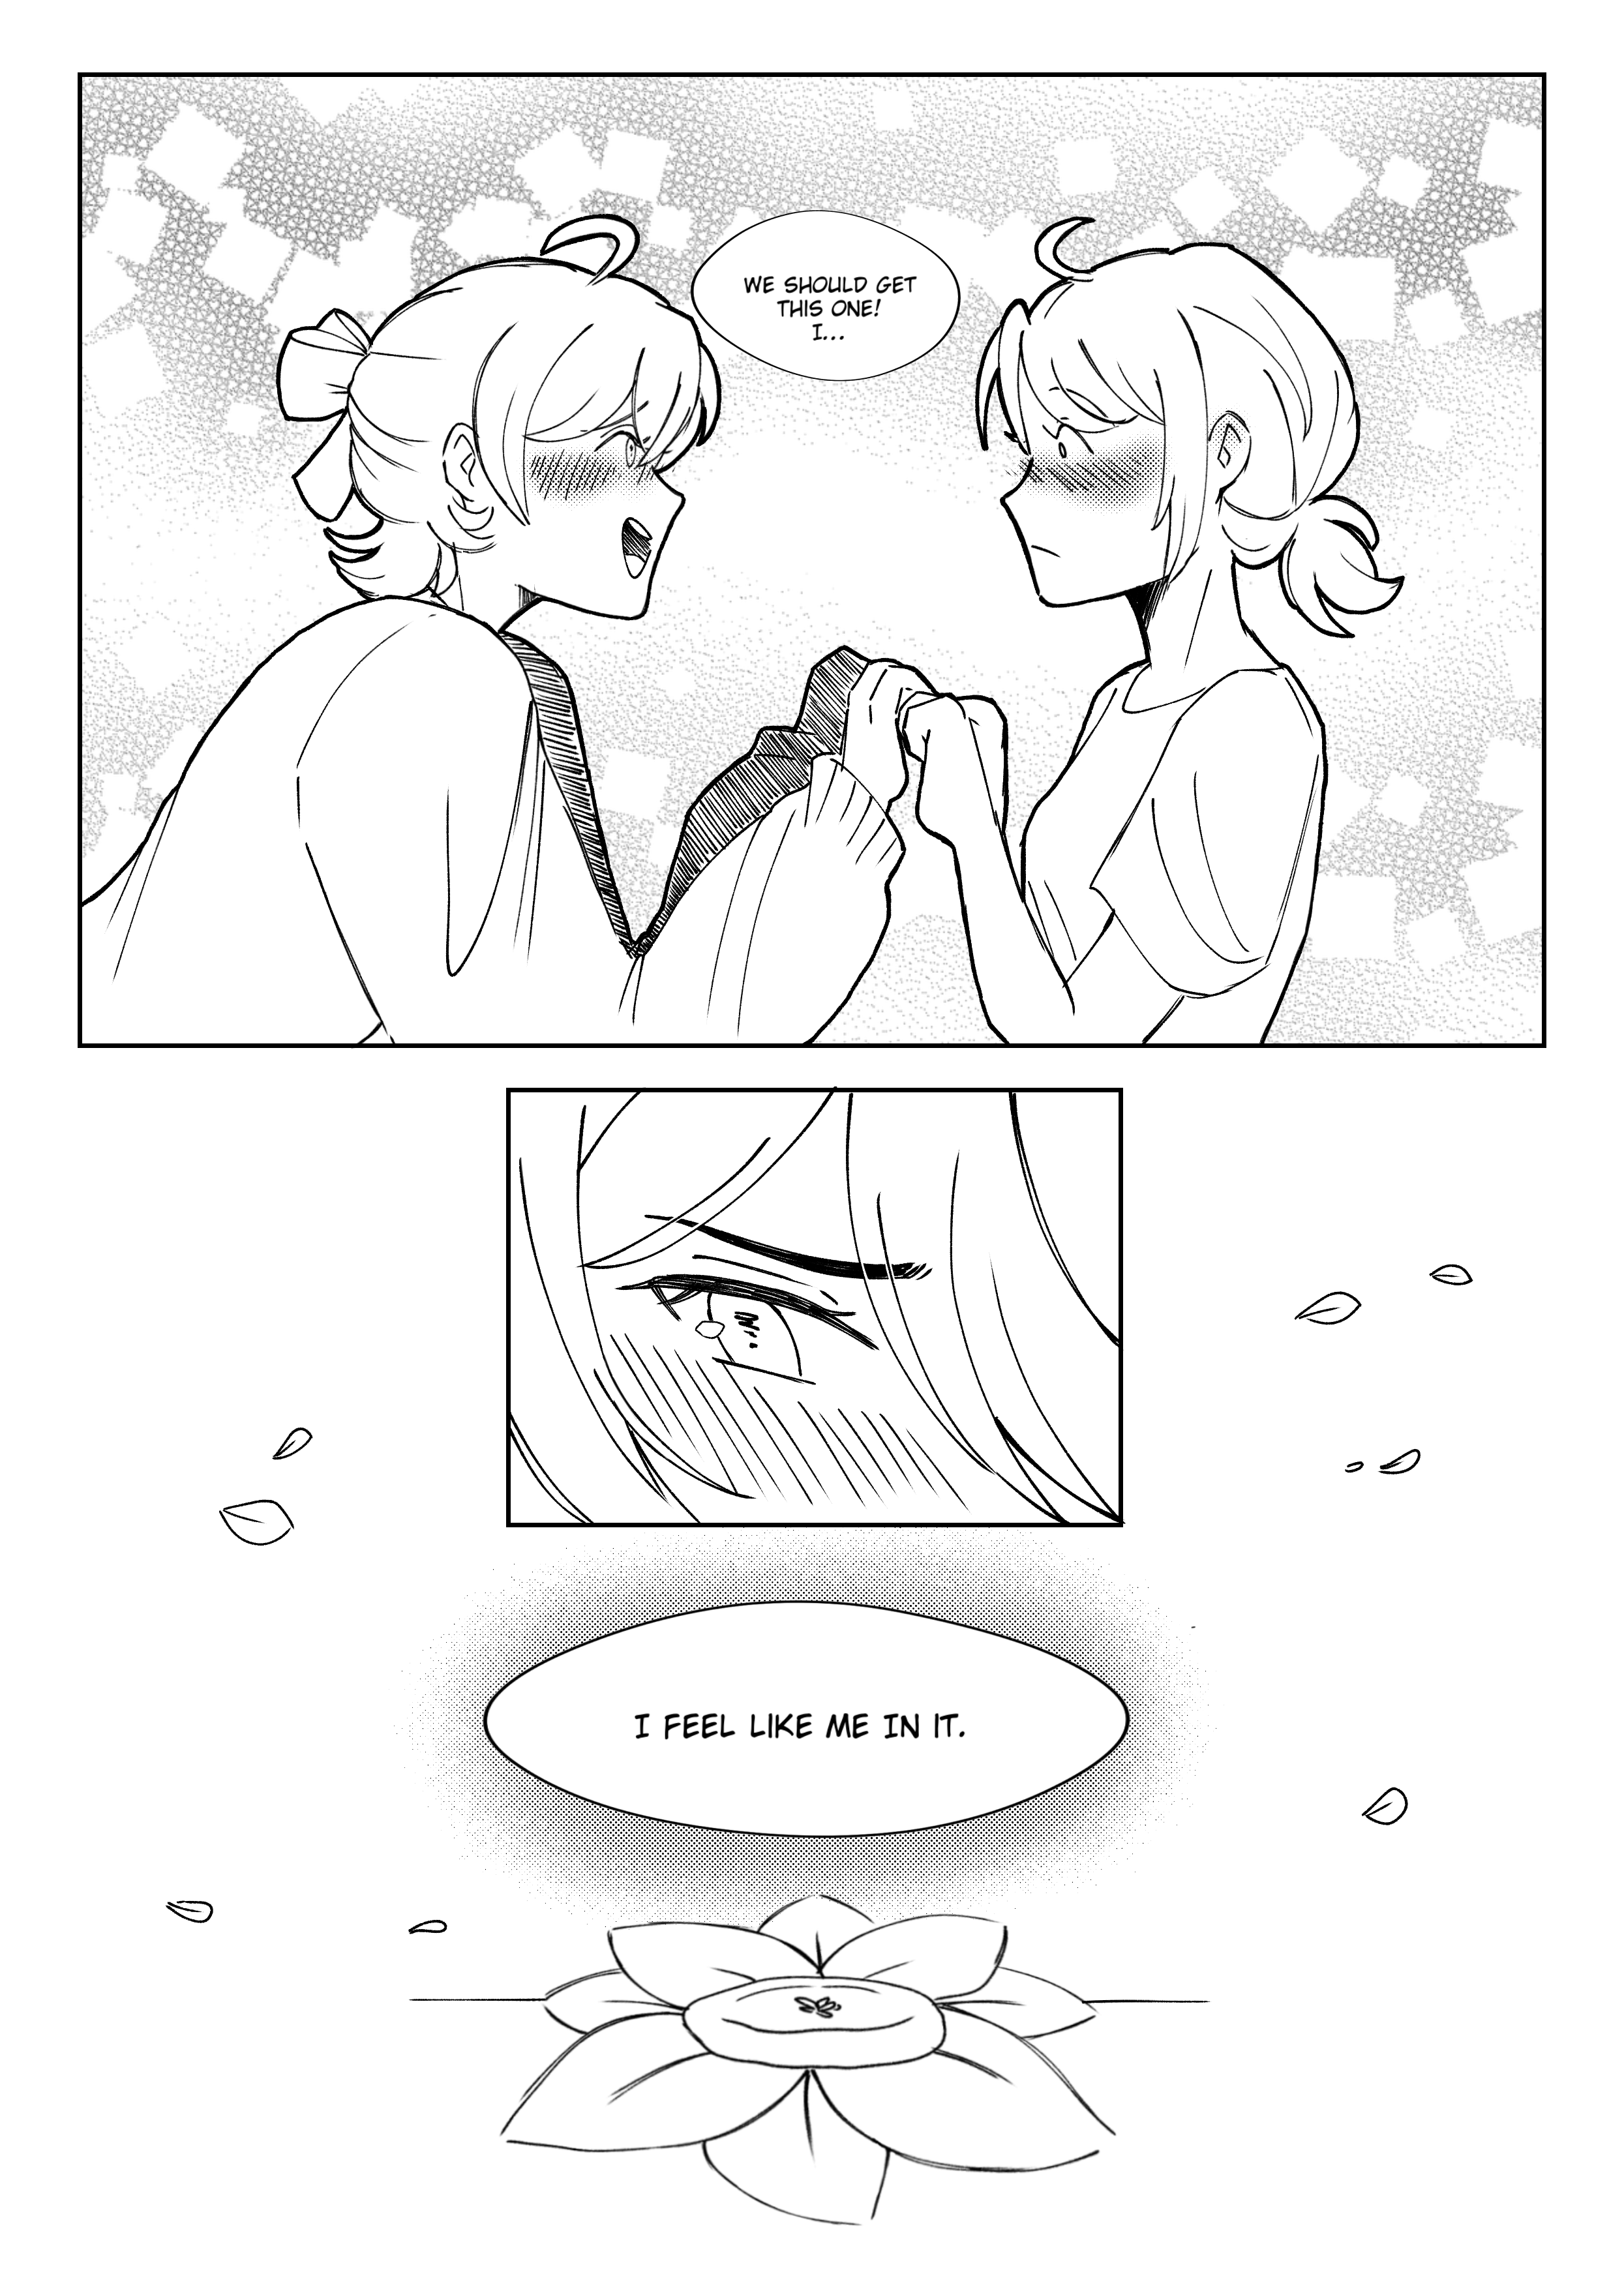 WE SHOULD GET
THIS ONE!
I...
I FEEL LIKE ME IN IT.